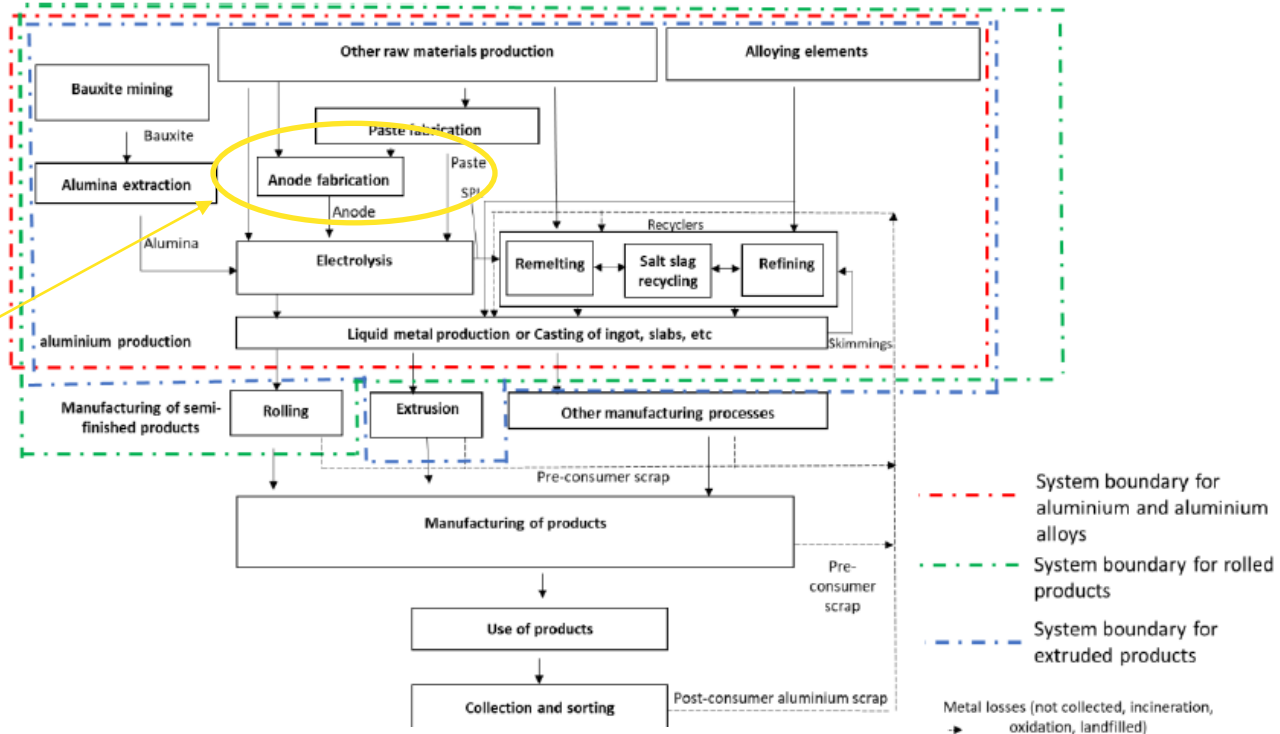 Other raw materials production
Alloying elements
Bauxite mining
Paste fabrication
Bauxite
Alumina extraction
Anode fabrication
Paste
Anode
Alumina
Recyclers
Electrolysis
Remelting
Salt slag
recycling
Refining
Liquid metal production or Casting of ingot, slabs, etc
aluminium production
Skimmings
Manufacturing of semi-
finished products
Rolling
Extrusion
Other manufacturing processes
Pre-consumer scrap
Manufacturing of products
Pre-
consumer
scrap
Use of products
Collection and sorting
Post-consumer aluminium scrap
System boundary for
aluminium and aluminium
alloys
System boundary for rolled
products
System boundary for
extruded products
Metal losses (not collected, incineration,
oxidation, landfilled)